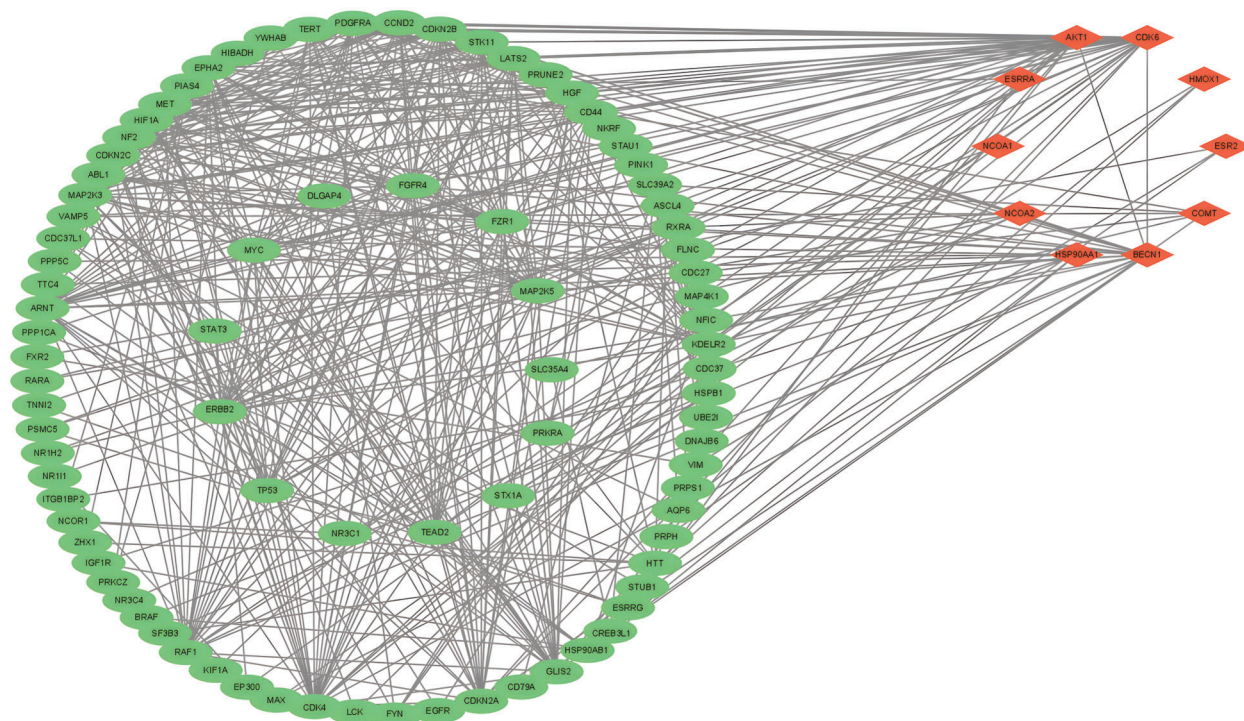 PDGFRA
CCND2
TERT
CDKN2B
YWHAB
STK11
HIBADH
LATS2
EPHA2
PRUNE2
PIAS4
HGF
MET
CD44
HIF1A
NKRF
NF2
STAU1
CDKN2C
PINK1
ABL1
SLC39A2
MAP2K3
ASCL4
VAMP5
RXRA
CDC37L1
FLNC
PPP5C
CDC27
TTC4
MAP4K1
ARNT
NFIC
PPP1CA
KDELR2
FXR2
CDC37
RARA
HSPB1
TNNI2
UBE2I
PSMC5
DNAJB6
NR1H2
VIM
NR1I1
PRPS1
ITGB1BP2
AQP6
NCOR1
PRPH
ZHX1
HTT
IGF1R
STUB1
PRKCZ
ESRRG
NR3C4
CREB3L1
BRAF
HSP90AB1
SF3B3
GLIS2
RAF1
CD79A
KIF1A
CDKN2A
EP300
EGFR
MAX
FYN
CDK4
LCK
DLGAP4
FGFR4
FZR1
MYC
MAP2K5
STAT3
SLC35A4
ERBB2
PRKRA
TP53
STX1A
NR3C1
TEAD2
AKT1
CDK6
ESRRA
HMOX1
NCOA1
ESR2
NCOA2
COMT
HSP90AA1
BECN1